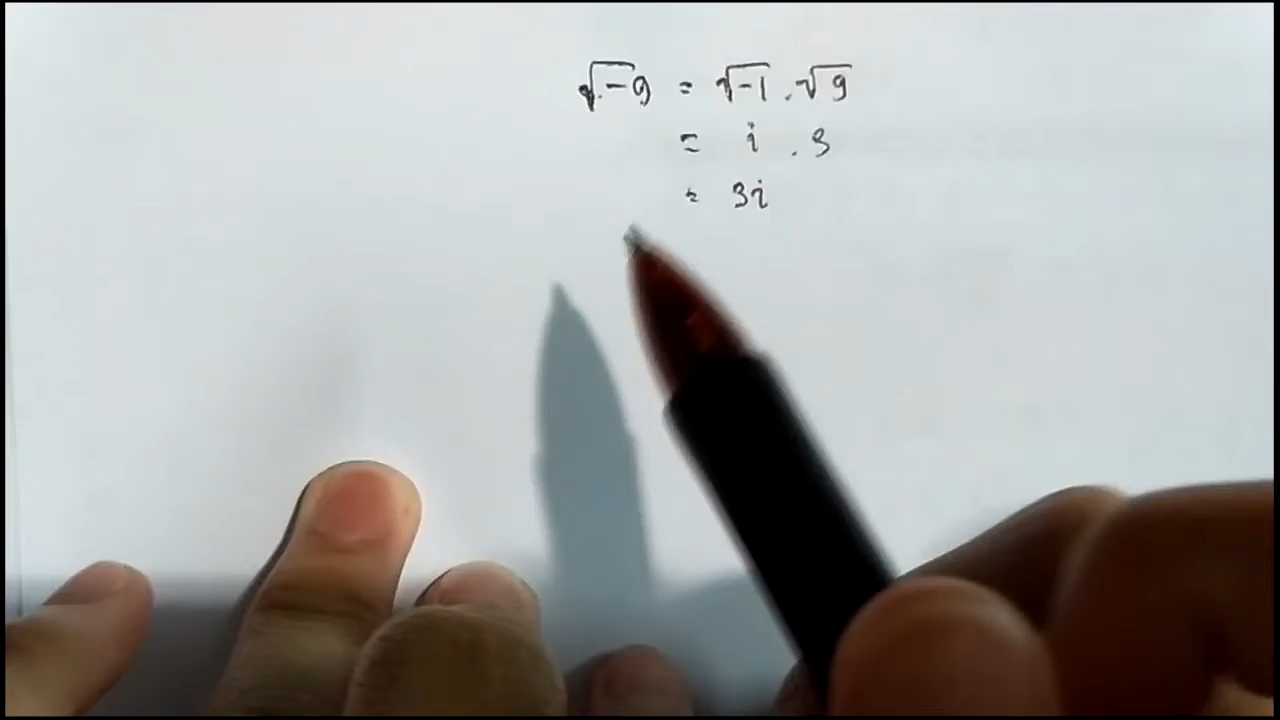 √-9 = √-1 . √9
= i . 3
= 3i